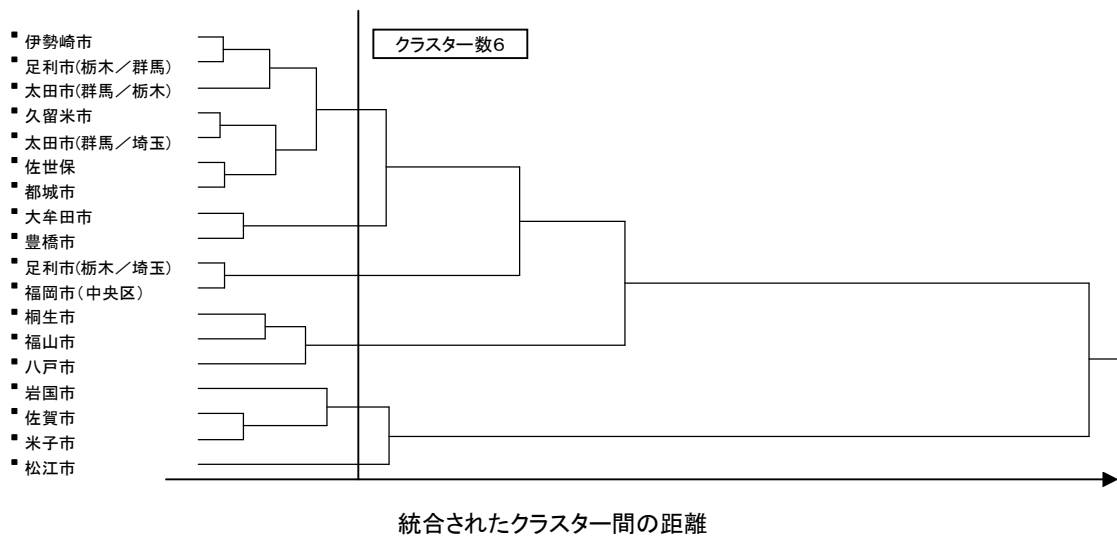 クラスター数6
伊勢崎市
足利市(栃木／群馬)
太田市(群馬／栃木)
久留米市
太田市(群馬／埼玉)
佐世保
都城市
大牟田市
豊橋市
足利市(栃木／埼玉)
福岡市(中央区)
桐生市
福山市
八戸市
岩国市
佐賀市
米子市
松江市
統合されたクラスター間の距離